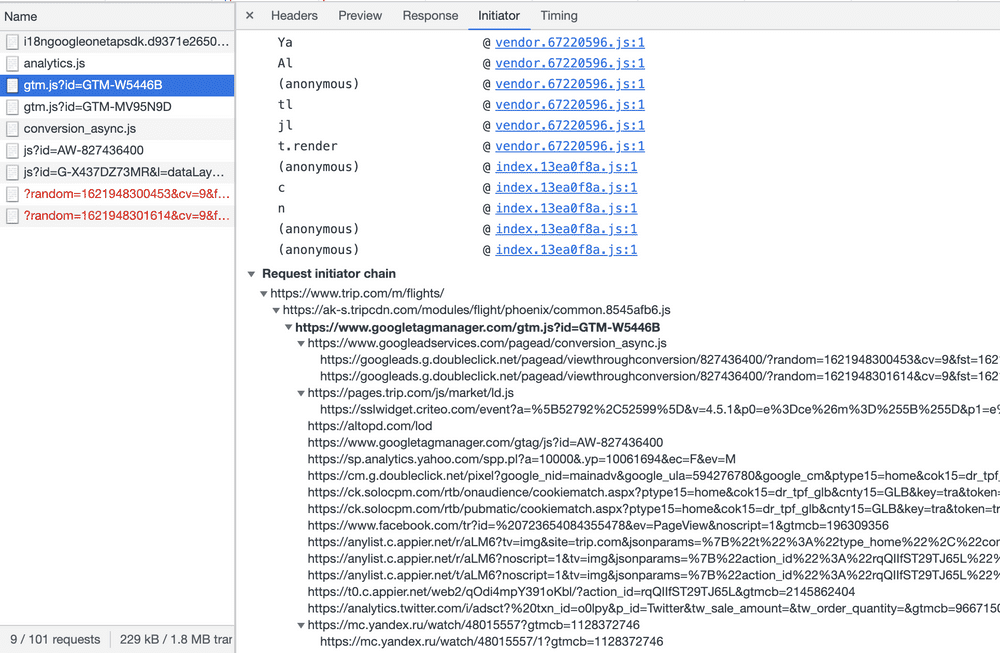 Name
i18ngoogleonetapsdk.d9371e2650...
analytics.js
gtm.js?id=GTM-W5446B
gtm.js?id=GTM-MV95N9D
conversion_async.js
js?id=AW-827436400
js?id=G-X437DZ73MR&l=dataLay...
?random=1621948300453&cv=9&f...
?random=1621948301614&cv=9&f...
9 / 101 requests 229 kB / 1.8 MB tran
× Headers Preview Response Initiator Timing
Ya @ vendor.67220596.js:1
Al @ vendor.67220596.js:1
(anonymous) @ vendor.67220596.js:1
tl @ vendor.67220596.js:1
jl @ vendor.67220596.js:1
t.render @ vendor.67220596.js:1
(anonymous) @ index.13ea0f8a.js:1
c @ index.13ea0f8a.js:1
n @ index.13ea0f8a.js:1
(anonymous) @ index.13ea0f8a.js:1
(anonymous) @ index.13ea0f8a.js:1
Request initiator chain
https://www.trip.com/m/flights/
https://ak-s.tripcdn.com/modules/flight/phoenix/common.8545afb6.js
https://www.googletagmanager.com/gtm.js?id=GTM-W5446B
https://www.googleadservices.com/pagead/conversion_async.js
https://googleads.g.doubleclick.net/pagead/viewthroughconversion/827436400/?random=1621948300453&cv=9&fst=1621
https://googleads.g.doubleclick.net/pagead/viewthroughconversion/827436400/?random=1621948301614&cv=9&fst=1621
https://pages.trip.com/js/market/ld.js
https://sslwidget.criteo.com/event?a=%5B52792%2C52599%5D&v=4.5.1&p0=e%3Dce%26m%3D%255B%255D&p1=e%
https://altopd.com/lod
https://www.googletagmanager.com/gtag/js?id=AW-827436400
https://sp.analytics.yahoo.com/spp.pl?a=10000&.yp=10061694&ec=F&ev=M
https://cm.g.doubleclick.net/pixel?google_nid=mainadv&google_ula=594276780&google_cm&ptype15=home&cok15=dr_tpf_
https://ck.solocpm.com/rtb/onaudience/cookiematch.aspx?ptype15=home&cok15=dr_tpf_glb&cnty15=GLB&key=tra&token=
https://ck.solocpm.com/rtb/pubmatic/cookiematch.aspx?ptype15=home&cok15=dr_tpf_glb&cnty15=GLB&key=tra&token=tr
https://www.facebook.com/tr?id=%20723654084355478&ev=PageView&noscript=1&gtmcb=196309356
https://anylist.c.appier.net/r/aLM6?tv=img&site=trip.com&jsonparams=%7B%22t%22%3A%22type_home%22%2C%22con
https://anylist.c.appier.net/r/aLM6?noscript=1&tv=img&jsonparams=%7B%22action_id%22%3A%22rqQIIfST29TJ65L%22%
https://anylist.c.appier.net/t/aLM6?noscript=1&tv=img&jsonparams=%7B%22action_id%22%3A%22rqQIIfST29TJ65L%22%
https://t0.c.appier.net/web2/qOdi4mpY391oKbl/?action_id=rqQIIfST29TJ65L&gtmcb=2145862404
https://analytics.twitter.com/i/adsct?%20txn_id=o0lpy&p_id=Twitter&tw_sale_amount=&tw_order_quantity=&gtmcb=9667150
https://mc.yandex.ru/watch/48015557?gtmcb=1128372746
https://mc.yandex.ru/watch/48015557/1?gtmcb=1128372746